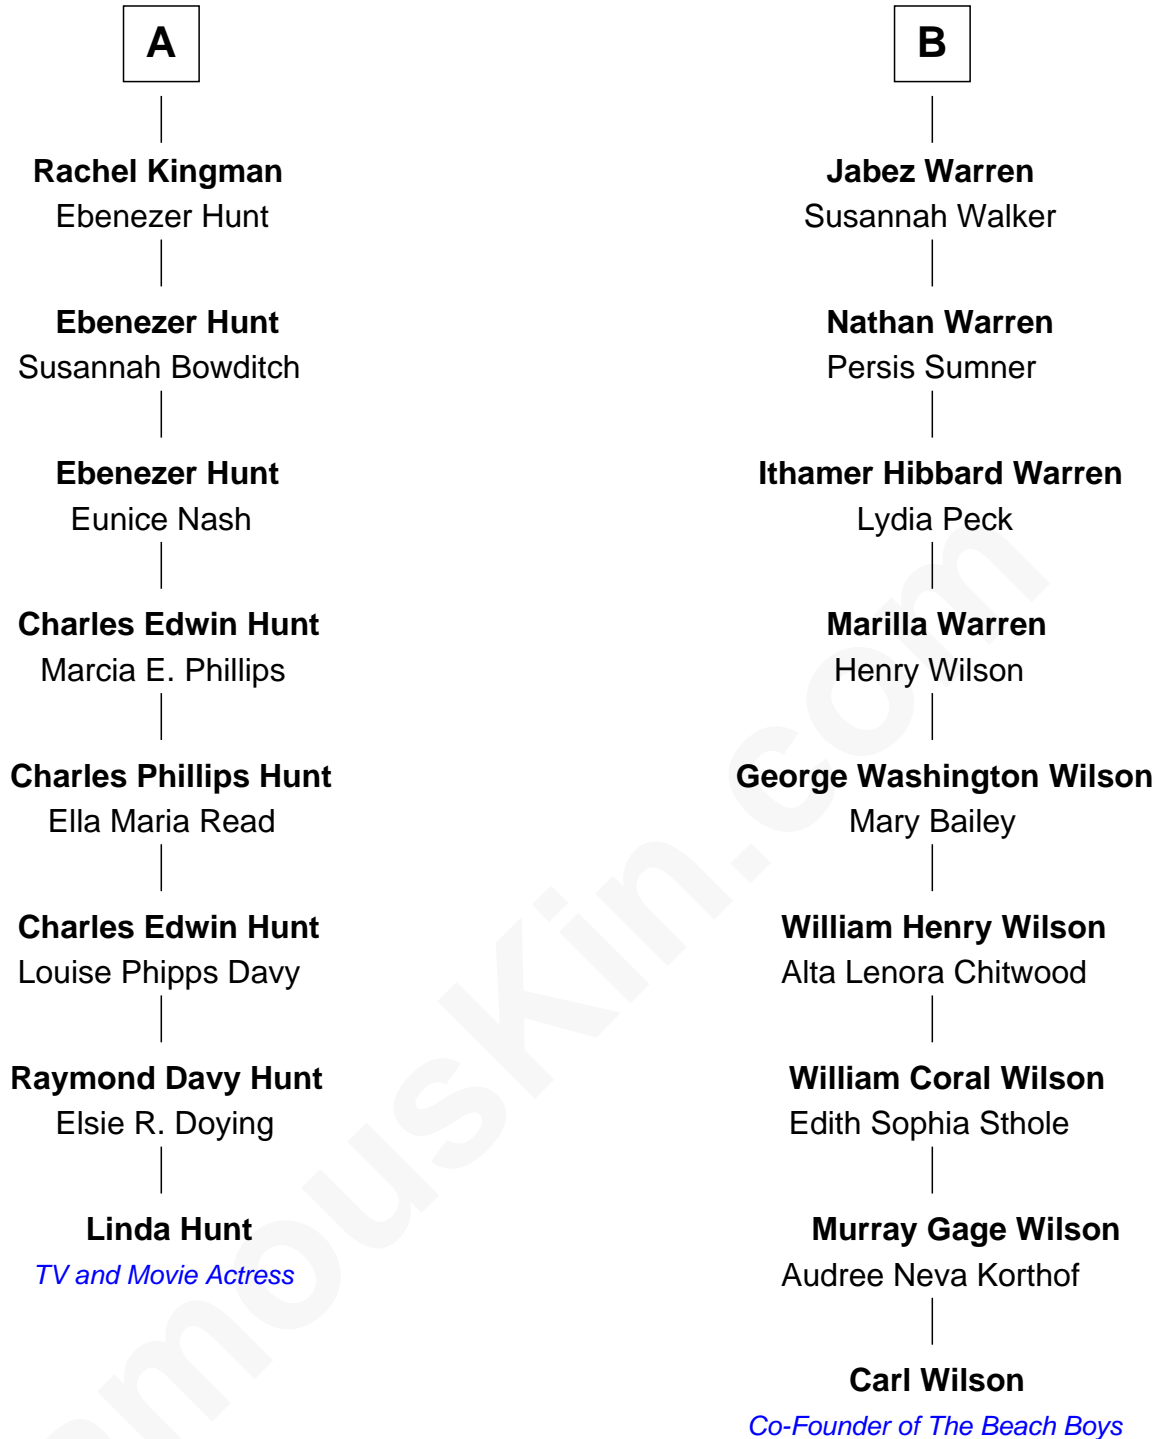 A
Rachel Kingman
Ebenezer Hunt
Ebenezer Hunt
Susannah Bowditch
Ebenezer Hunt
Eunice Nash
Charles Edwin Hunt
Marcia E. Phillips
Charles Phillips Hunt
Ella Maria Read
Charles Edwin Hunt
Louise Phipps Davy
Raymond Davy Hunt
Elsie R. Doying
Linda Hunt
TV and Movie Actress
B
Jabez Warren
Susannah Walker
Nathan Warren
Persis Sumner
Ithamer Hibbard Warren
Lydia Peck
Marilla Warren
Henry Wilson
George Washington Wilson
Mary Bailey
William Henry Wilson
Alta Lenora Chitwood
William Coral Wilson
Edith Sophia Sthole
Murray Gage Wilson
Audree Neva Korthof
Carl Wilson
Co-Founder of The Beach Boys
amouskin.com